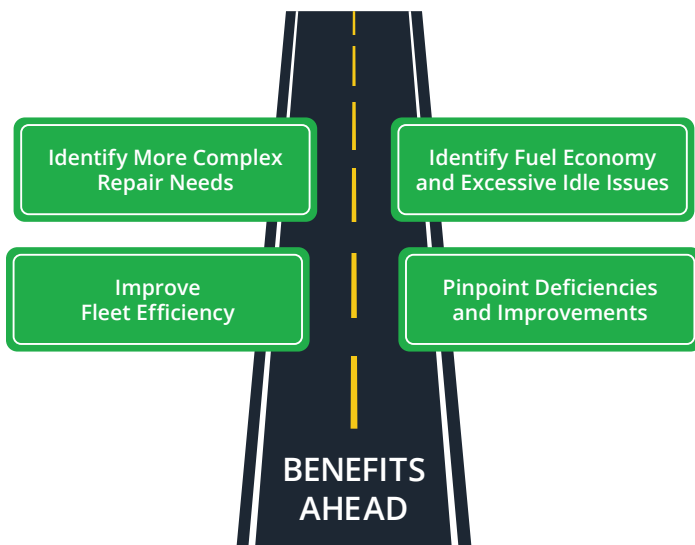 Identify More Complex
Repair Needs
Identify Fuel Economy
and Excessive Idle Issues
Improve
Fleet Efficiency
Pinpoint Deficiencies
and Improvements
BENEFITS
AHEAD